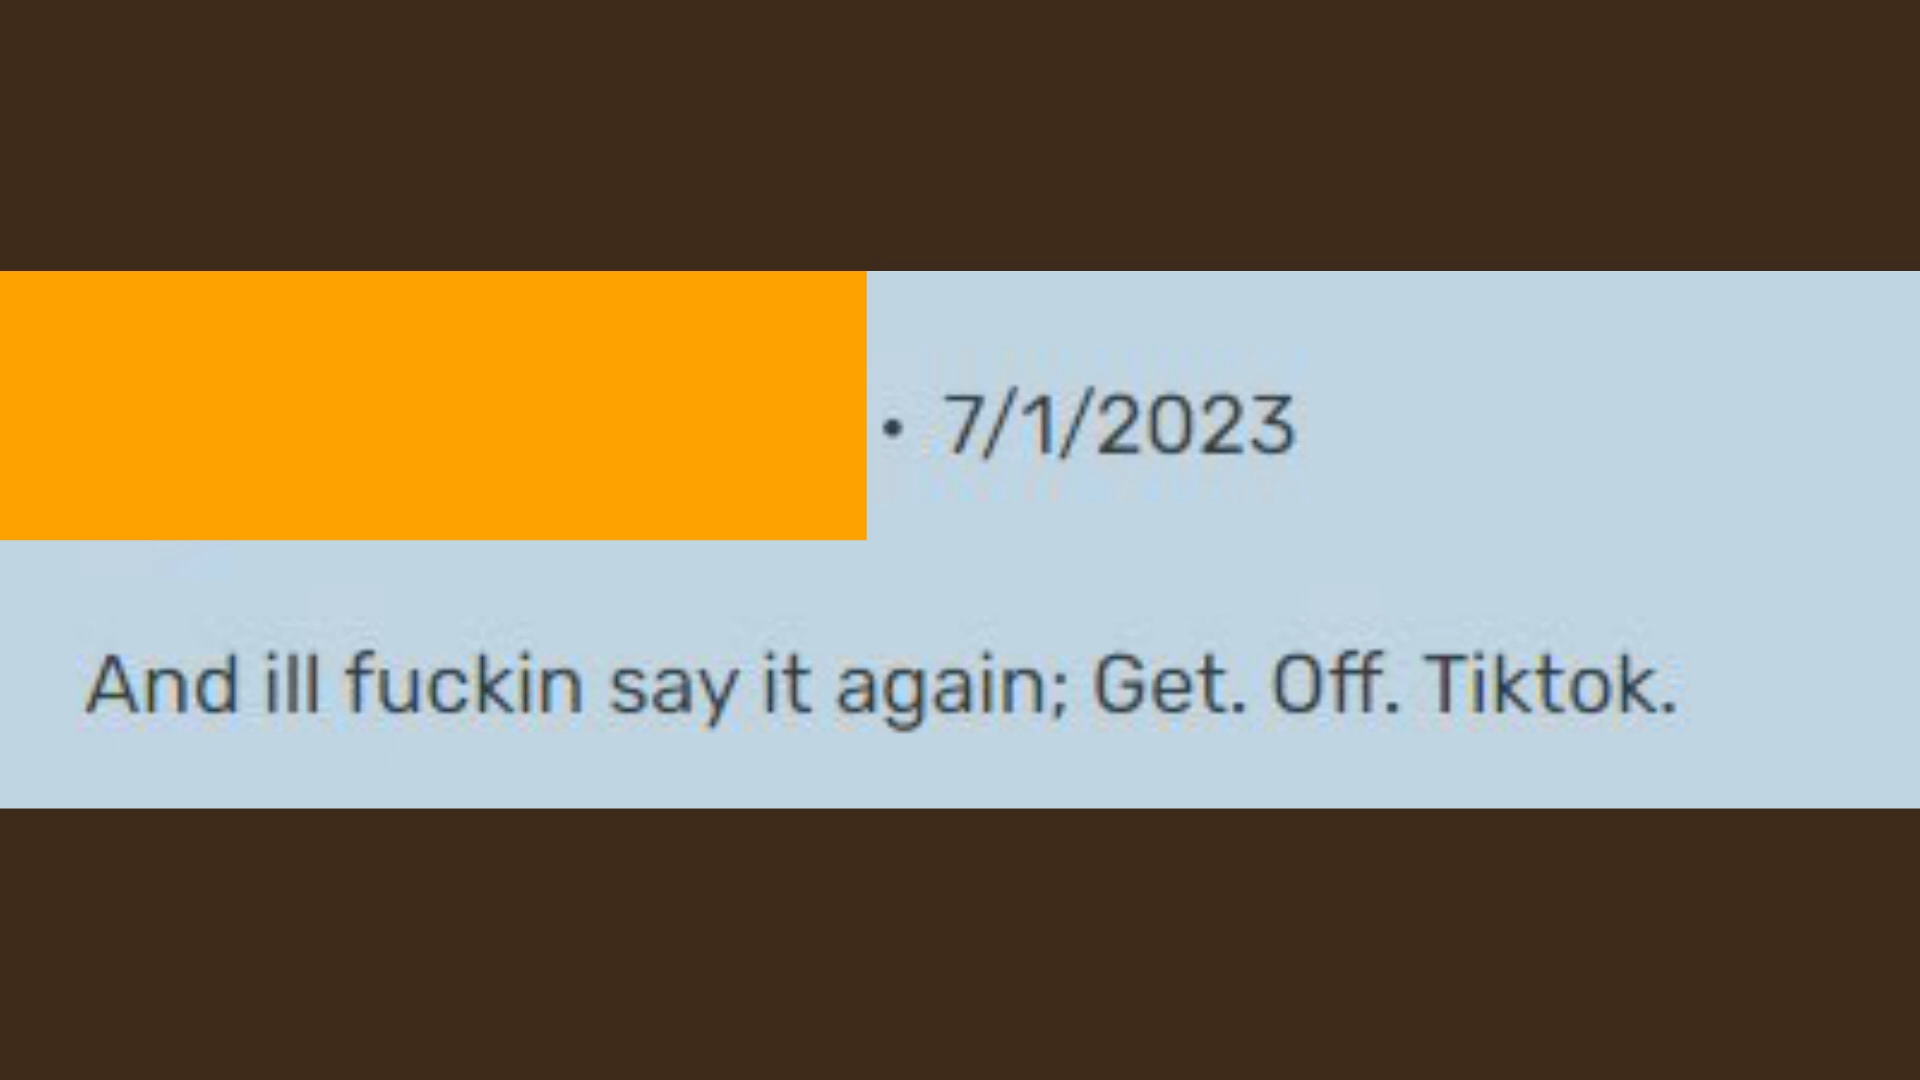 • 7/1/2023
And ill fuckin say it again; Get. Off. Tiktok.